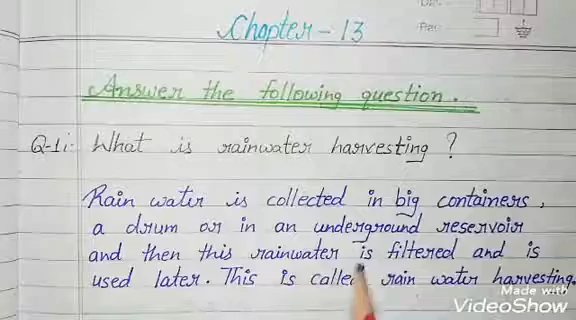 Chapter - 13
Answer the following question.
Q-1i: What is rainwater harvesting?
Rain water is collected in big containers,
a drum or in an underground reservoir
and then this rainwater is filtered and is
used later. This is called rain water harvesting.
Made with
VideoShow